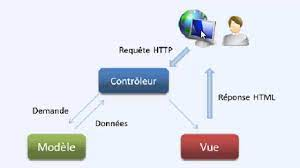 Requête HTTP
Contrôleur
Réponse HTML
Demande
Données
Modèle
Vue